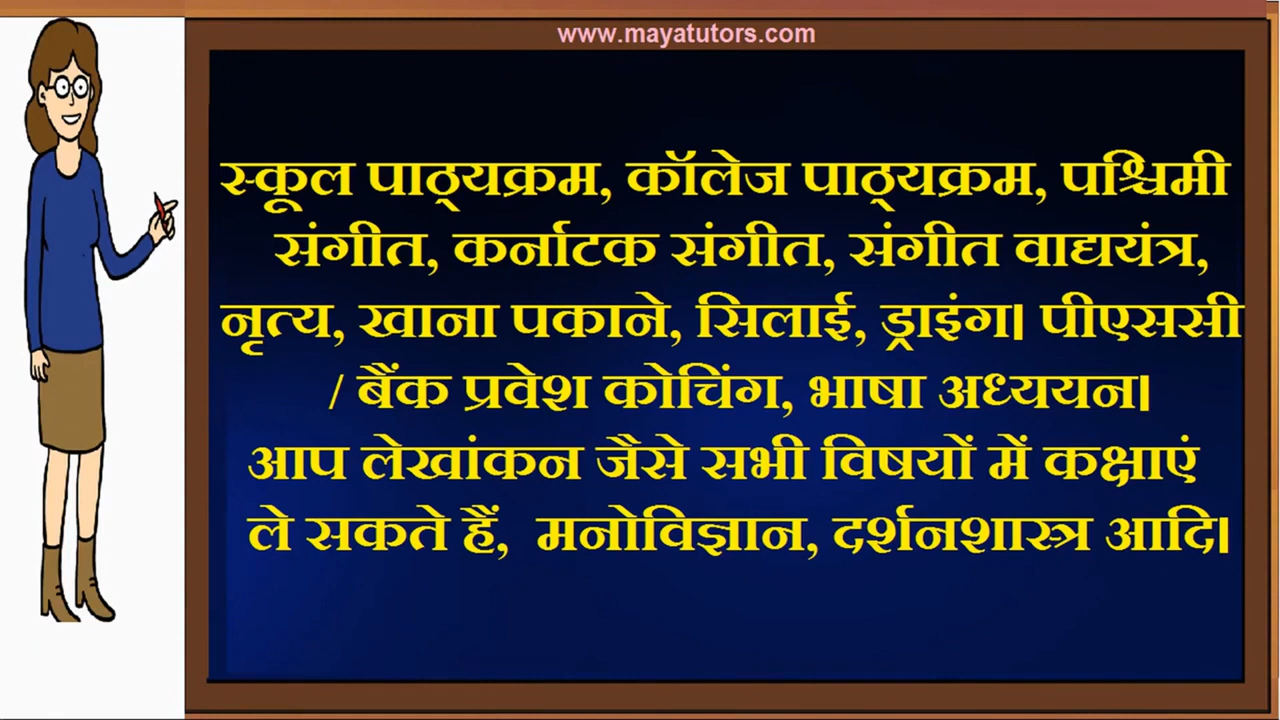 www.mayatutors.com
स्कूल पाठ्यक्रम, कॉलेज पाठ्यक्रम, पश्चिमी
संगीत, कर्नाटक संगीत, संगीत वाद्ययंत्र,
नृत्य, खाना पकाने, सिलाई, ड्राइंग। पीएससी
/ बैंक प्रवेश कोचिंग, भाषा अध्ययन।
आप लेखांकन जैसे सभी विषयों में कक्षाएं
ले सकते हैं, मनोविज्ञान, दर्शनशास्त्र आदि।